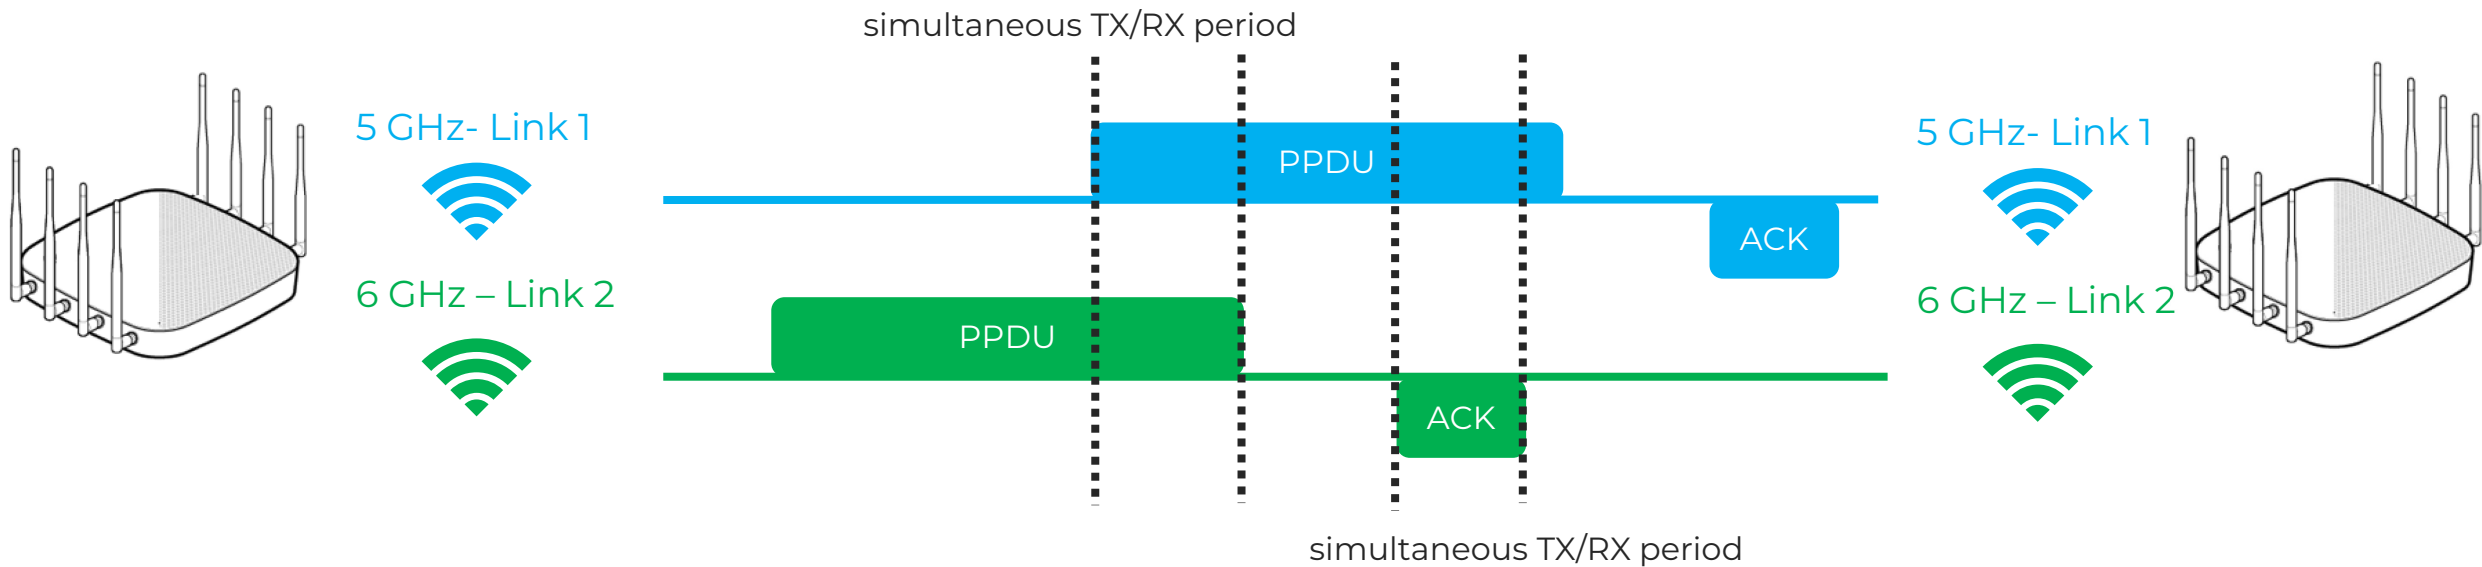 simultaneous TX/RX period
5 GHz- Link 1
PPDU
5 GHz- Link 1
ACK
6 GHz – Link 2
PPDU
6 GHz – Link 2
ACK
simultaneous TX/RX period